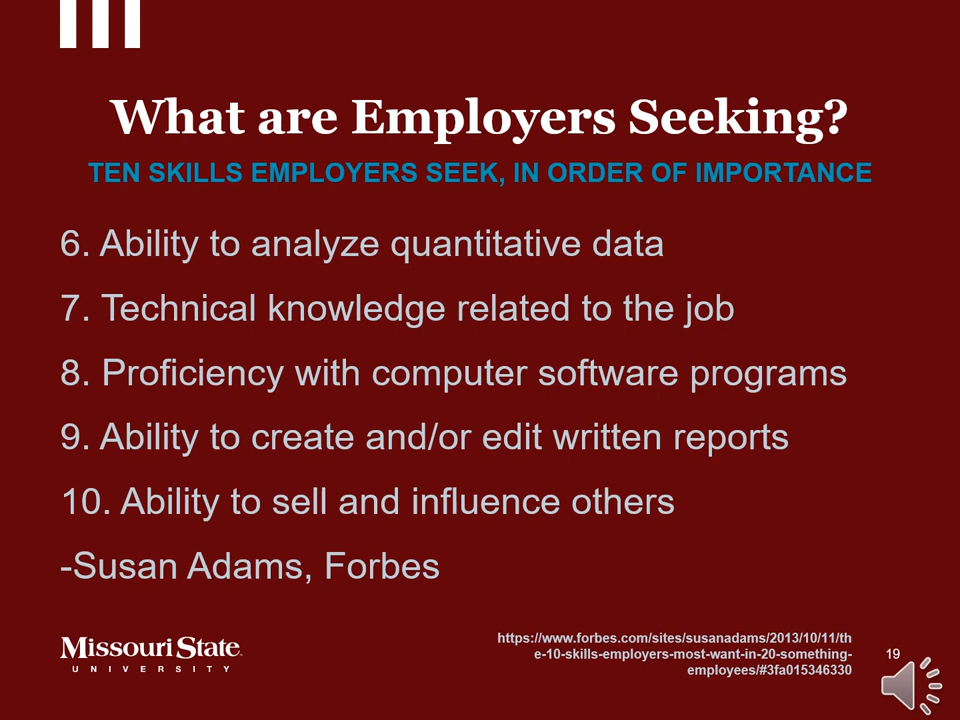 What are Employers Seeking?
TEN SKILLS EMPLOYERS SEEK, IN ORDER OF IMPORTANCE
6. Ability to analyze quantitative data
7. Technical knowledge related to the job
8. Proficiency with computer software programs
9. Ability to create and/or edit written reports
10. Ability to sell and influence others
-Susan Adams, Forbes
Missouri State
UNIVERSITY
https://www.forbes.com/sites/susanadams/2013/10/11/th
e-10-skills-employers-most-want-in-20-something-
employees/#3fa015346330
19